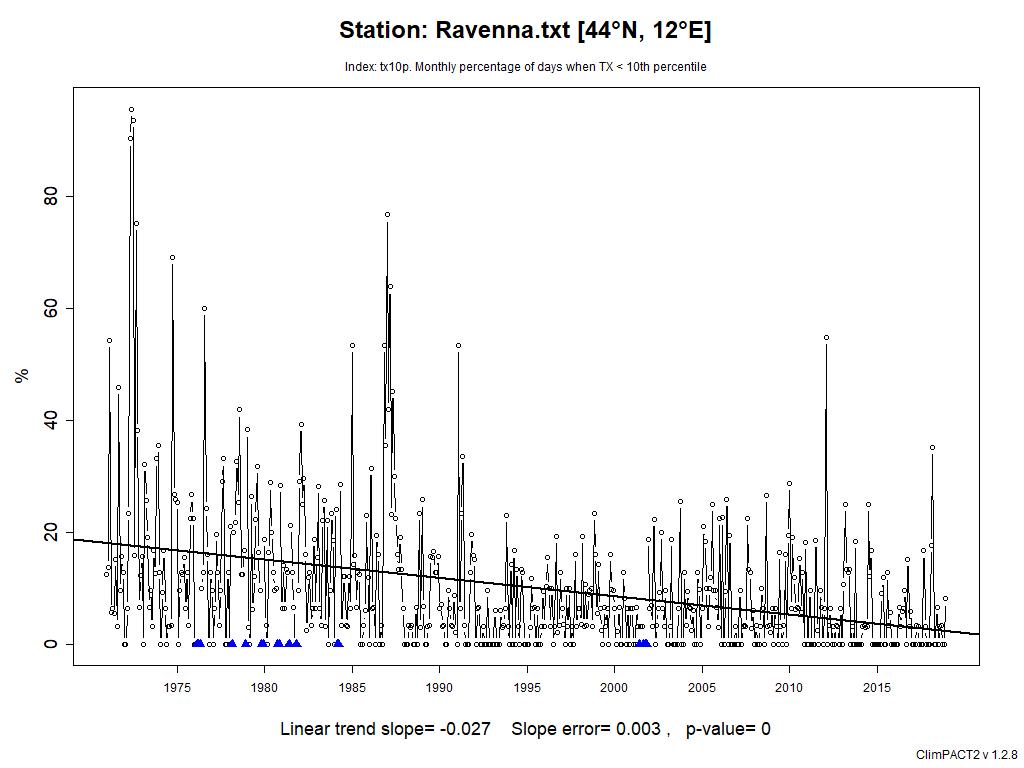 Station: Ravenna.txt [44°N, 12°E]
Index: tx10p. Monthly percentage of days when TX < 10th percentile
%
80
60
40
20
0
1975 1980 1985 1990 1995 2000 2005 2010 2015
Linear trend slope= -0.027 Slope error= 0.003 , p-value= 0
ClimPACT2 v 1.2.8